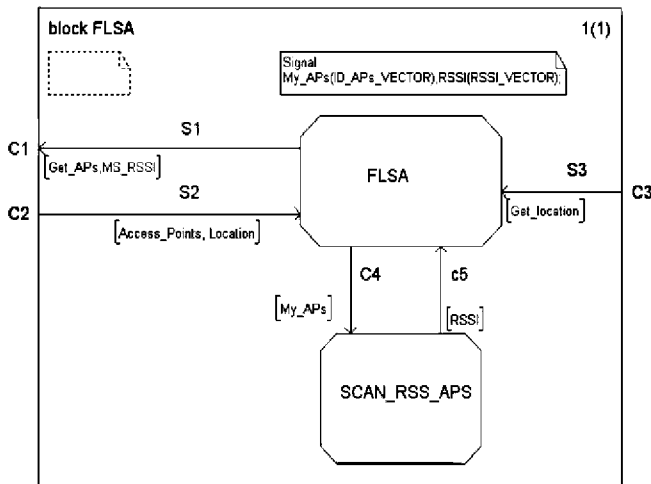 block FLSA
1(1)
Signal
My_APs(ID_APs_VECTOR),RSSI(RSSI_VECTOR);
S1
C1
[Get_APs,MS_RSSI]
FLSA
S2
S3
C2
C3
[Get_location]
[Access_Points, Location]
C4
c5
[My_APs]
[RSSI]
SCAN_RSS_APS